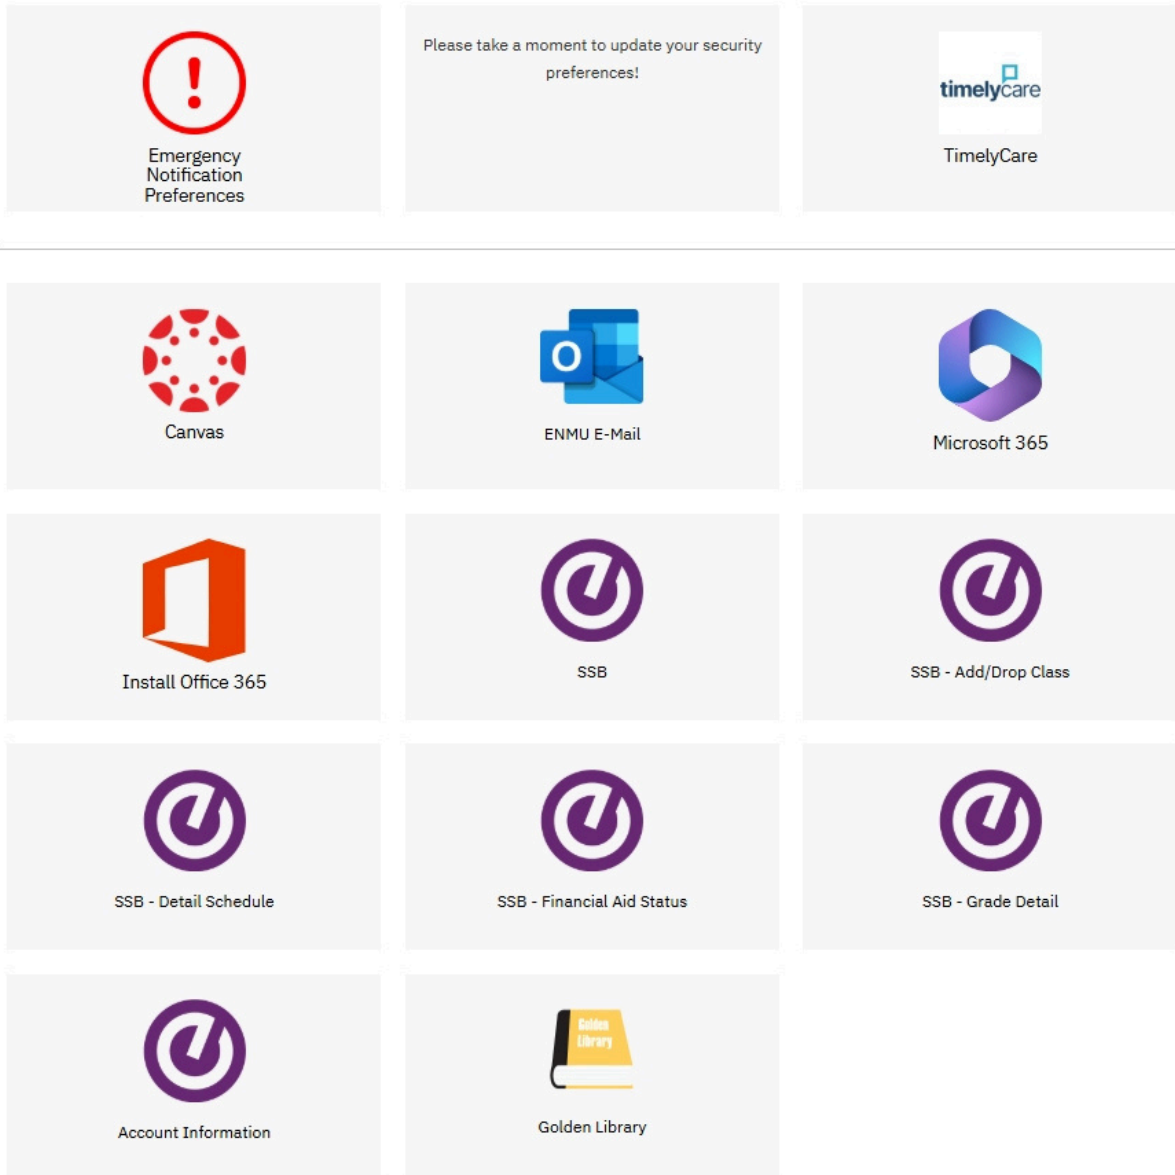 Emergency
Notification
Preferences
Please take a moment to update your security
preferences!
timelycare
TimelyCare
Canvas
O
ENMU E-Mail
Microsoft 365
Install Office 365
SSB
SSB - Add/Drop Class
SSB - Detail Schedule
SSB - Financial Aid Status
SSB - Grade Detail
Account Information
Golden
Library
Golden Library